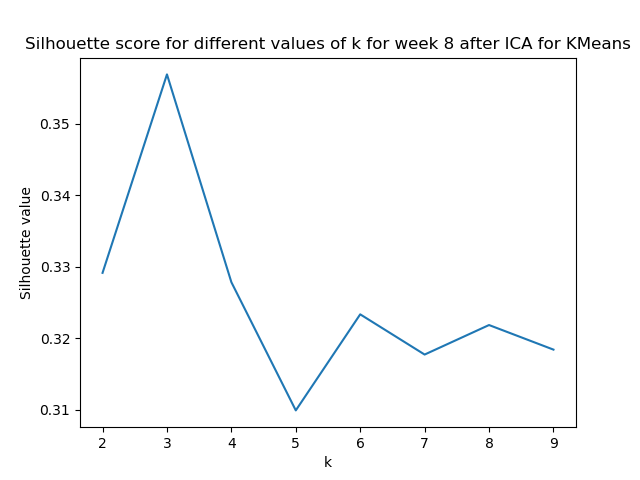 Silhouette score for different values of k for week 8 after ICA for KMeans
Silhouette value
0.35
0.34
0.33
0.32
0.31
2 3 4 5 6 7 8 9
k